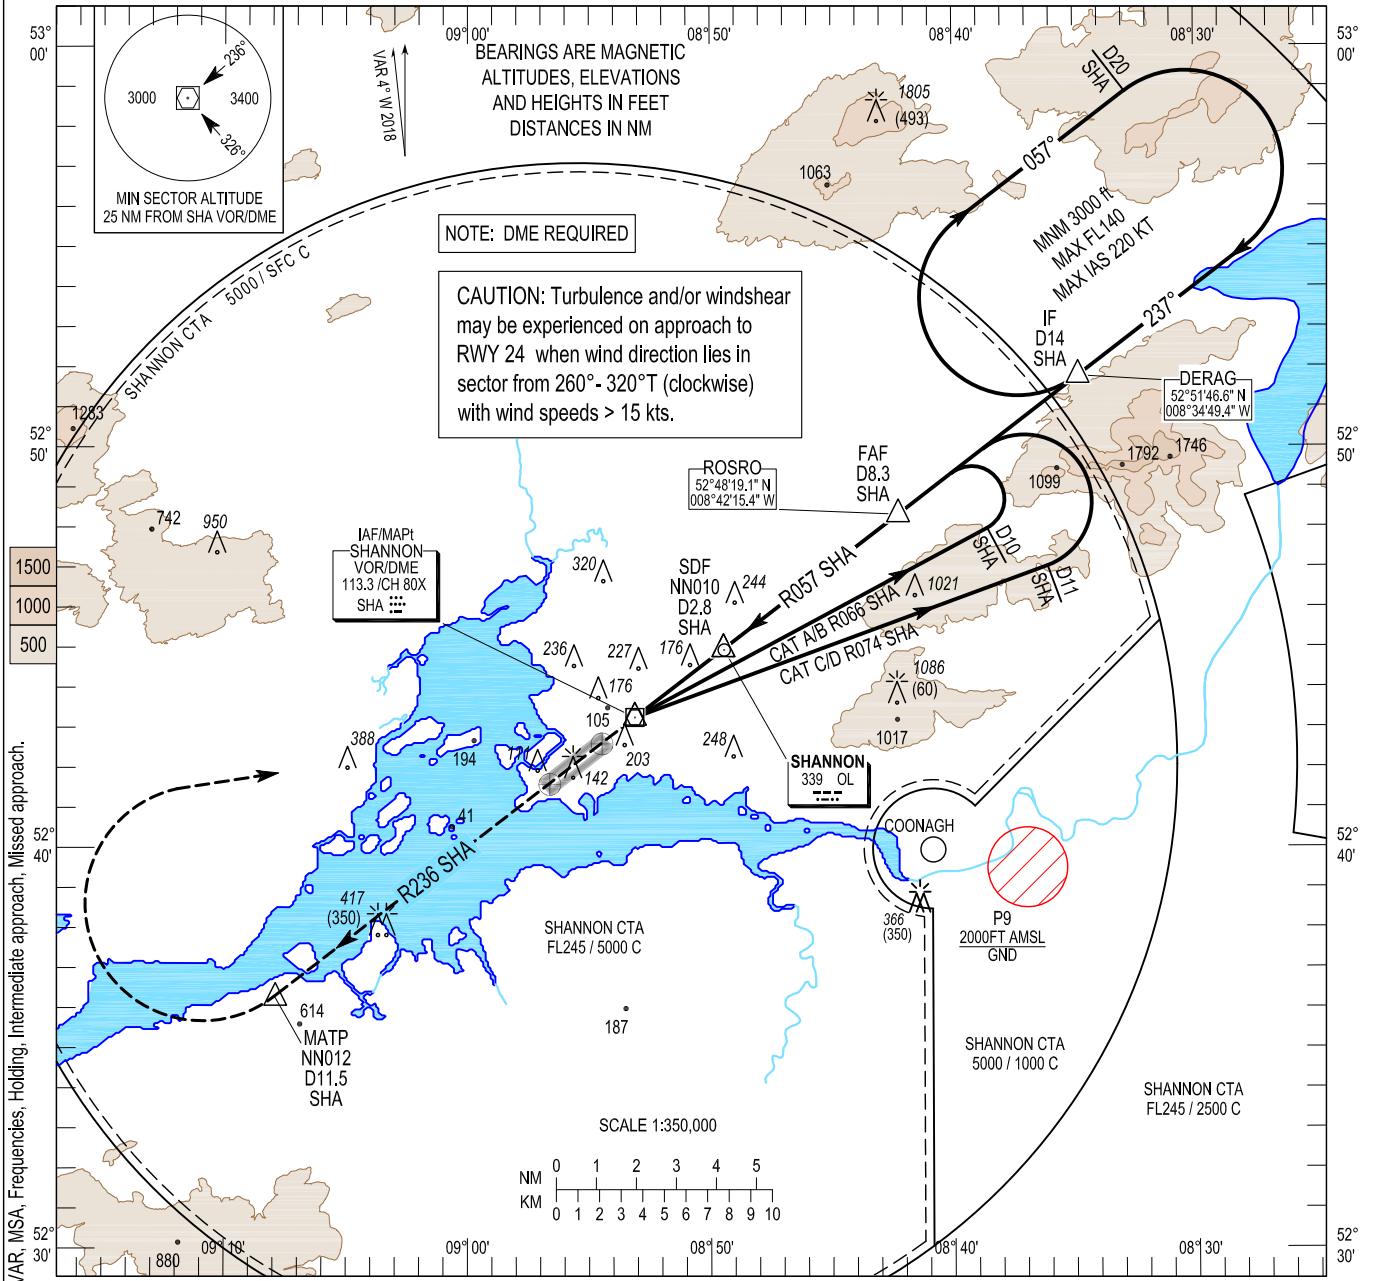 53°
00'
09° 00'
08° 50'
08° 40'
08° 30'
236°
3000
3400
326°
MIN SECTOR ALTITUDE
25 NM FROM SHA VOR/DME
VAR 4° W 2018
BEARINGS ARE MAGNETIC
ALTITUDES, ELEVATIONS
AND HEIGHTS IN FEET
DISTANCES IN NM
53°
00'
D20
SHA
1805
(493)
1063
057°
MNM 3000 ft
MAX FL140
MAX IAS 220 KT
237°
NOTE: DME REQUIRED
SHANNON CTA
5000 / SFC C
CAUTION: Turbulence and/or windshear
may be experienced on approach to
RWY 24 when wind direction lies in
sector from 260°- 320°T (clockwise)
with wind speeds > 15 kts.
IF
D14
SHA
DERAG
52°51'46.6" N
008°34'49.4" W
1283
52°
50'
52°
50'
1792
1746
1099
FAF
D8.3
SHA
ROSRO
52°48'19.1" N
008°42'15.4" W
742
950
IAF/MAPt
SHANNON
VOR/DME
113.3 /CH 80X
SHA
1500
1000
500
320
SDF
NN010
D2.8
SHA
244
R057 SHA
D10
SHA
D11
SHA
1021
CAT A/B R066 SHA
CAT C/D R074 SHA
236
227
176
176
105
1086
(60)
1017
388
194
171
142
203
248
SHANNON
339 OL
41
COONAGH
52°
40'
52°
40'
R236 SHA
417
(350)
366
(350)
P9
2000FT AMSL
GND
SHANNON CTA
FL245 / 5000 C
614
MATP
NN012
D11.5
SHA
187
SHANNON CTA
5000 / 1000 C
SHANNON CTA
FL245 / 2500 C
SCALE 1:350,000
NM 0 1 2 3 4 5
KM 0 1 2 3 4 5 6 7 8 9 10
52°
30'
52°
30'
880
09° 10'
09° 00'
08° 50'
08° 40'
08° 30'
VAR, MSA, Frequencies, Holding, Intermediate approach, Missed approach.